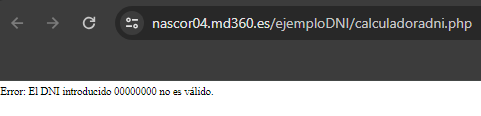 nascor04.md360.es/ejemploDNI/calculadoradni.php
Error: El DNI introducido 00000000 no es válido.